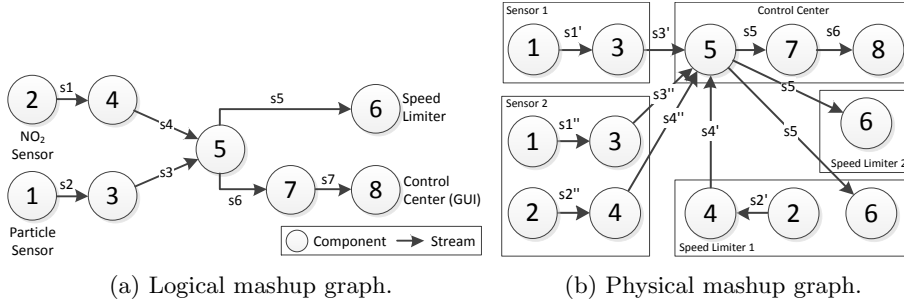 Sensor 1
Control Center
1
s1'
3
s3'
5
s5
7
s6
8
2
s1
4
s5
6
Speed
Limiter
NO₂
Sensor
s4
5
Sensor 2
s3''
s4''
s5
6
Speed Limiter 2
1
s1''
3
s4'
s5
1
s2
3
s3
s6
7
s7
8
Control
Center (GUI)
Particle
Sensor
2
s2''
4
4
s2'
2
6
Speed Limiter 1
Component
Stream
(a) Logical mashup graph.
(b) Physical mashup graph.